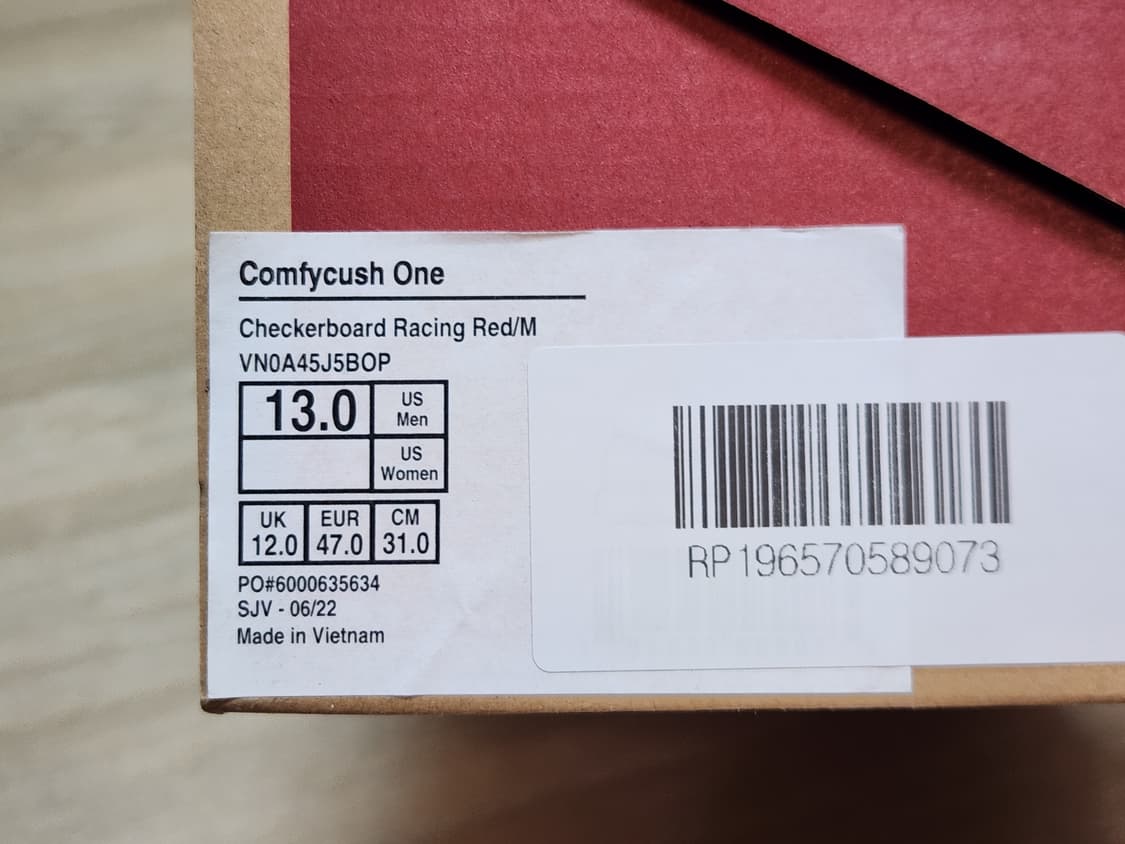 Comfycush One
Checkerboard Racing Red/M
VN0A45J5BOP
13.0 US Men
US Women
UK EUR CM
12.0 47.0 31.0
PO#6000635634
SJV - 06/22
Made in Vietnam
RP196570589073